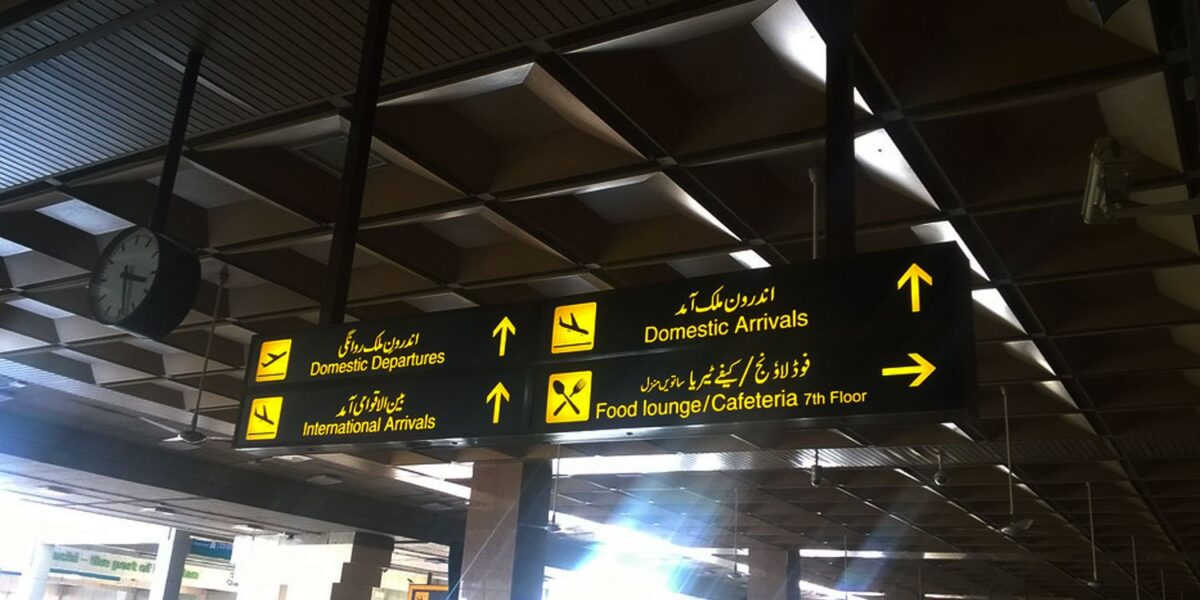 اندرون ملک روانگی
Domestic Departures
بین الاقوامی آمد
International Arrivals
اندرون ملک آمد
Domestic Arrivals
فوڈ لاؤنج/کیفے ٹیریا ساتویں منزل
Food lounge/Cafeteria 7th Floor